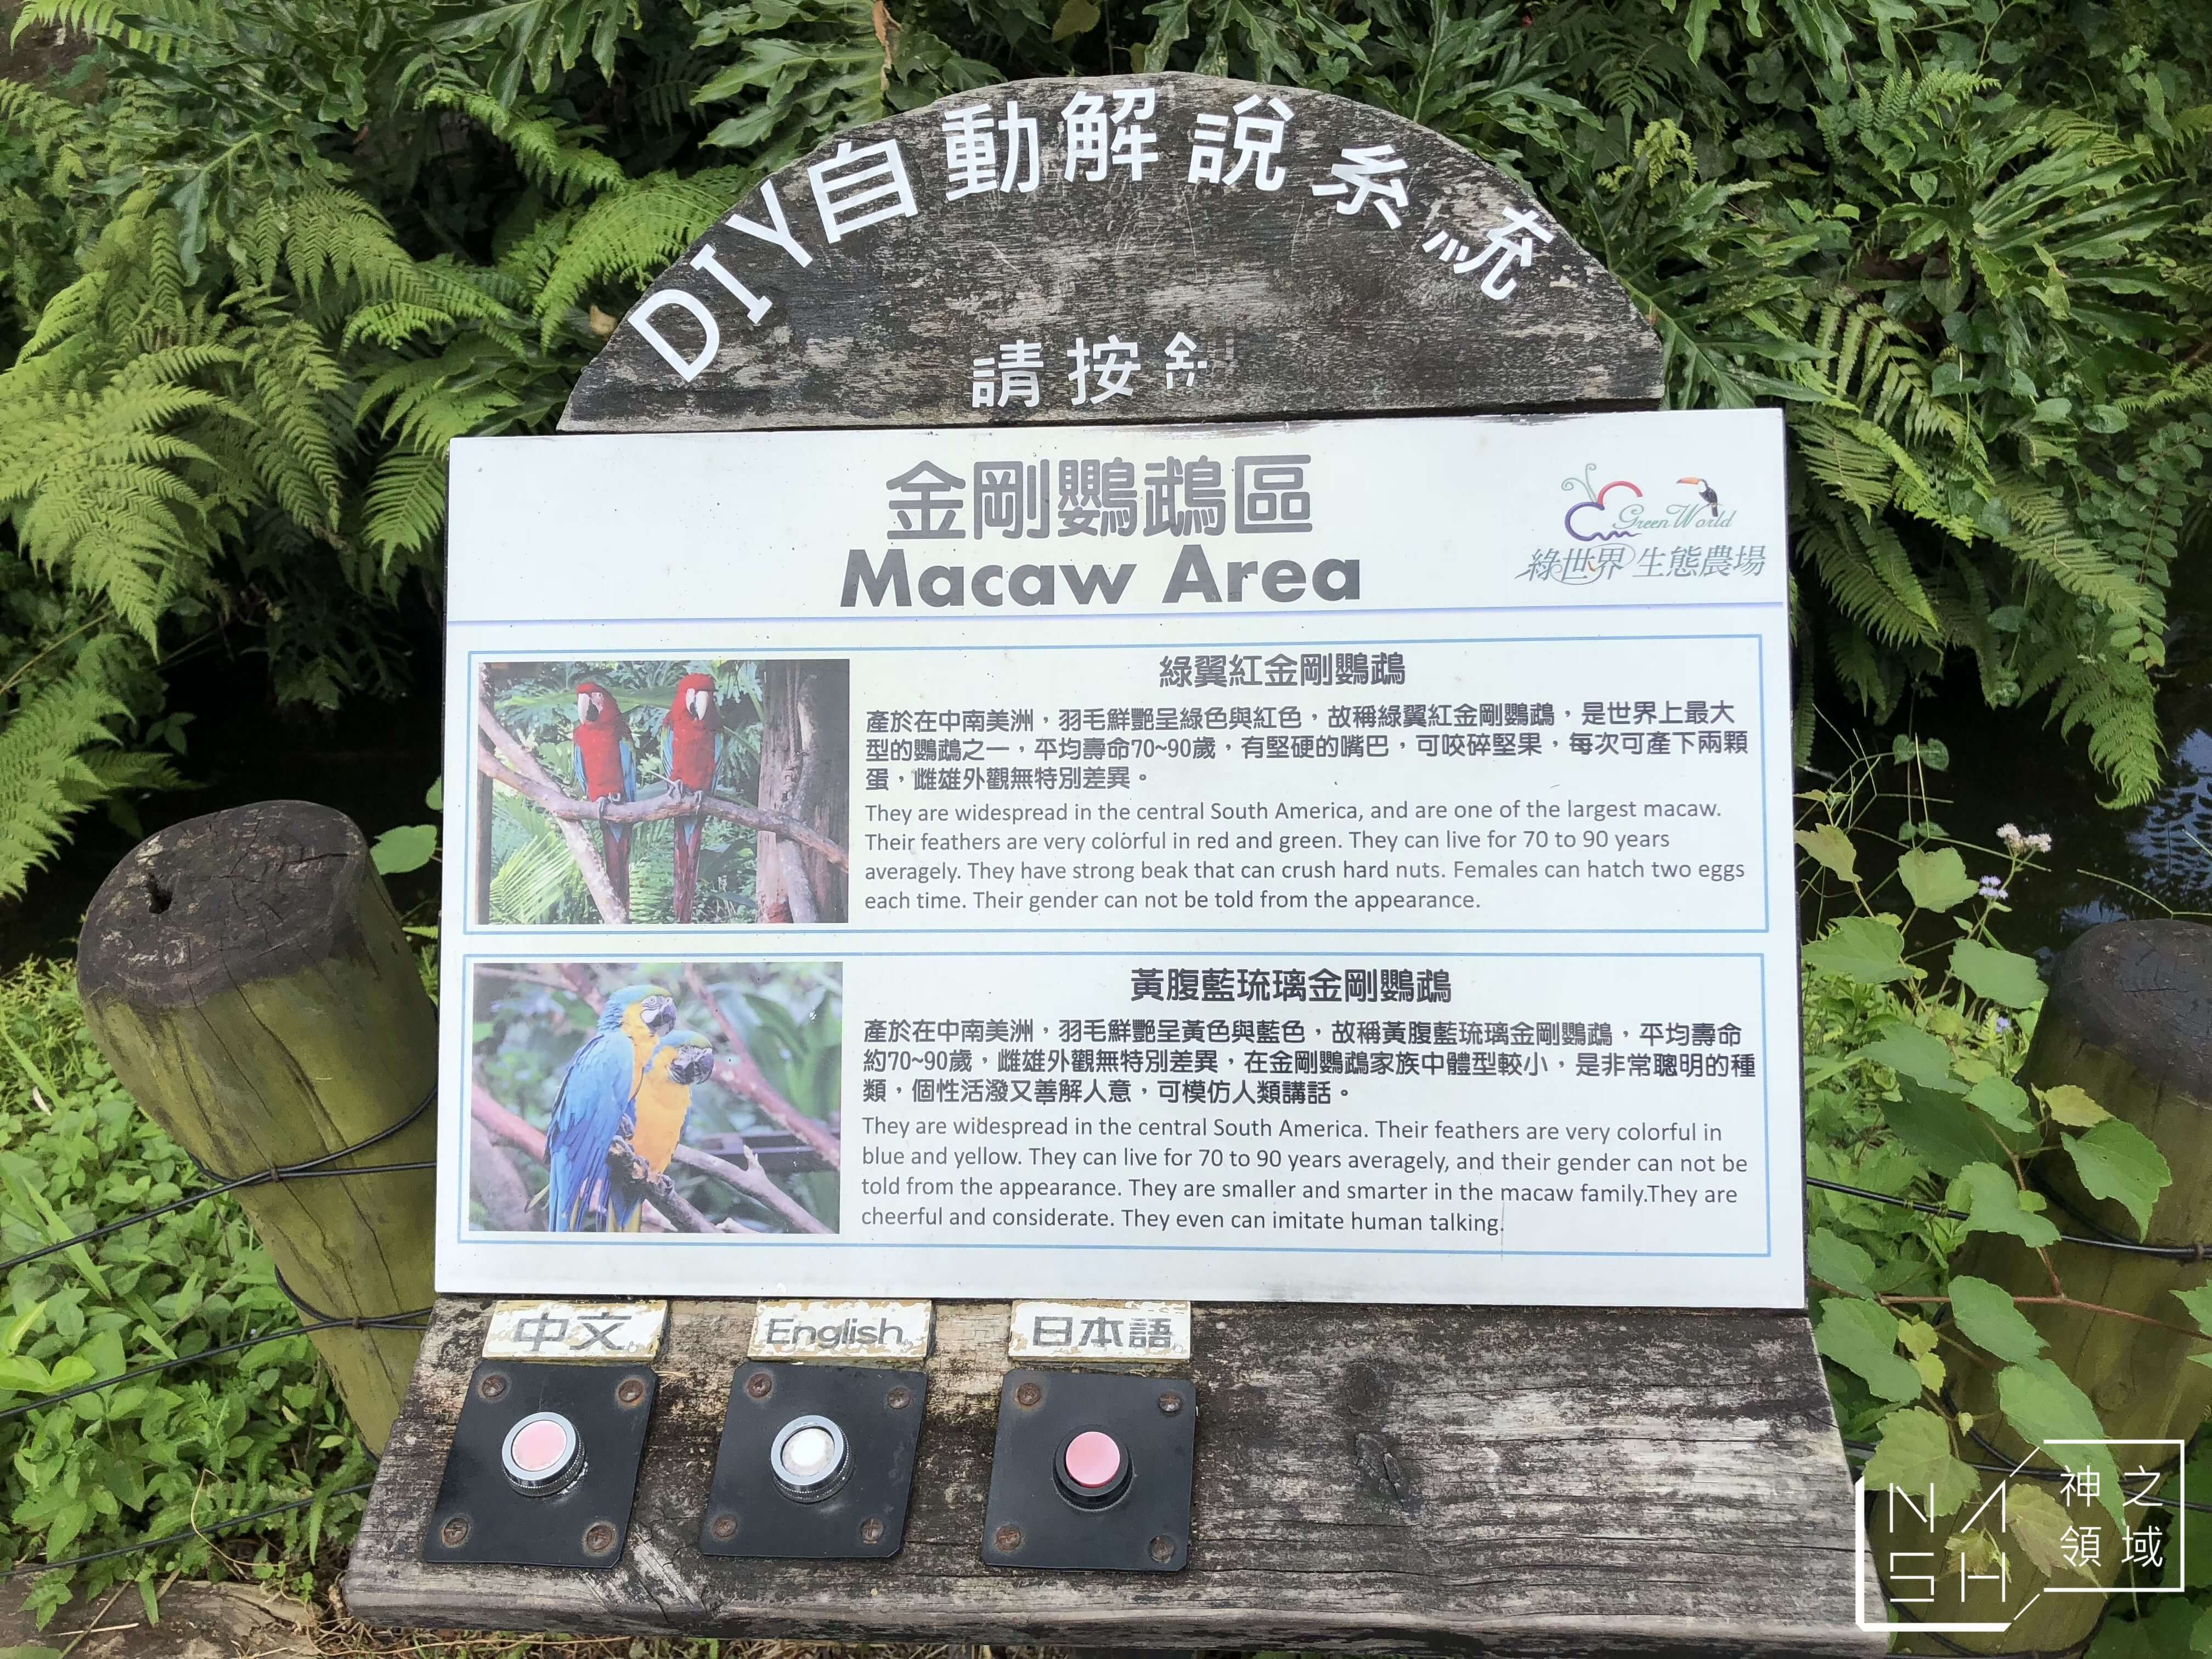 DIY自動解說系統
請按
金剛鸚鵡區
Macaw Area
Green World
綠世界生態農場
綠翼紅金剛鸚鵡
產於在中南美洲，羽毛鮮艷呈綠色與紅色，故稱綠翼紅金剛鸚鵡，是世界上最大
型的鸚鵡之一，平均壽命70~90歲，有堅硬的嘴巴，可咬碎堅果，每次可產下兩顆
蛋，雌雄外觀無特別差異。
They are widespread in the central South America, and are one of the largest macaw.
Their feathers are very colorful in red and green. They can live for 70 to 90 years
averagely. They have strong beak that can crush hard nuts. Females can hatch two eggs
each time. Their gender can not be told from the appearance.
黃腹藍琉璃金剛鸚鵡
產於在中南美洲，羽毛鮮艷呈黃色與藍色，故稱黃腹藍琉璃金剛鸚鵡，平均壽命
約70~90歲，雌雄外觀無特別差異，在金剛鸚鵡家族中體型較小，是非常聰明的種
類，個性活潑又善解人意，可模仿人類講話。
They are widespread in the central South America. Their feathers are very colorful in
blue and yellow. They can live for 70 to 90 years averagely, and their gender can not be
told from the appearance. They are smaller and smarter in the macaw family.They are
cheerful and considerate. They even can imitate human talking.
中文
English
日本語
NASH
神之領域